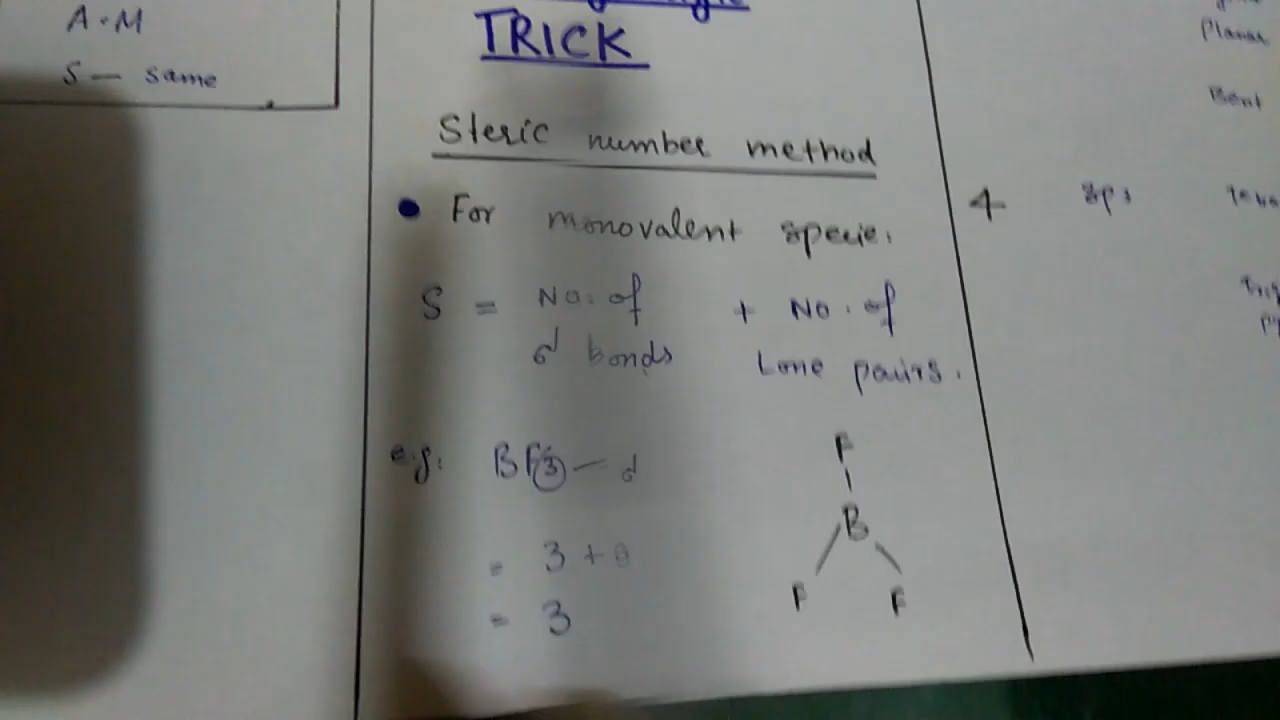 A.M
S — same
TRICK
Steric number method
• For monovalent specie.
S = No. of + No. of
σ bonds Lone pairs.
e.g. BF3 — σ
= 3 + 0
= 3
F
B
F F
Planar
Bent
4 sp3